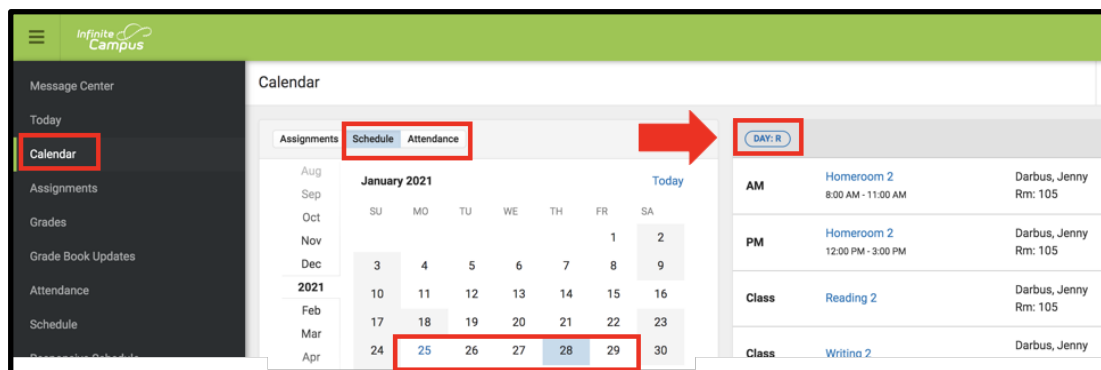 Infinite
Campus
Message Center
Today
Calendar
Assignments
Grades
Grade Book Updates
Attendance
Schedule
Responsive Schedule
Calendar
Assignments Schedule Attendance
Aug
Sep
Oct
Nov
Dec
2021
Feb
Mar
Apr
January 2021 Today
SU MO TU WE TH FR SA
1 2
3 4 5 6 7 8 9
10 11 12 13 14 15 16
17 18 19 20 21 22 23
24 25 26 27 28 29 30
DAY: R
AM Homeroom 2 Darbus, Jenny
8:00 AM - 11:00 AM Rm: 105
PM Homeroom 2 Darbus, Jenny
12:00 PM - 3:00 PM Rm: 105
Class Reading 2 Darbus, Jenny
Rm: 105
Class Writing 2 Darbus, Jenny